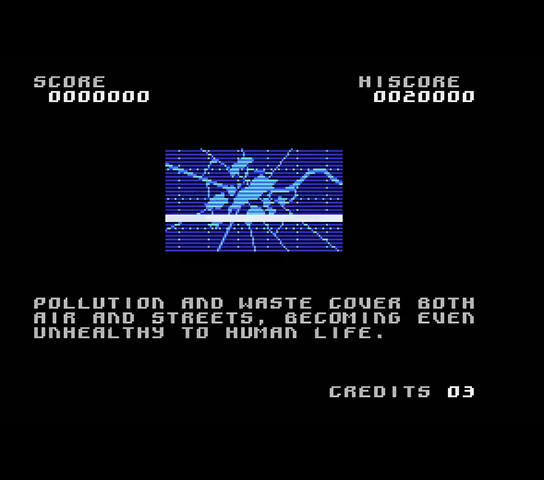 SCORE
0000000
HISCORE
0020000
POLLUTION AND WASTE COVER BOTH
AIR AND STREETS, BECOMING EVEN
UNHEALTHY TO HUMAN LIFE.
CREDITS 03